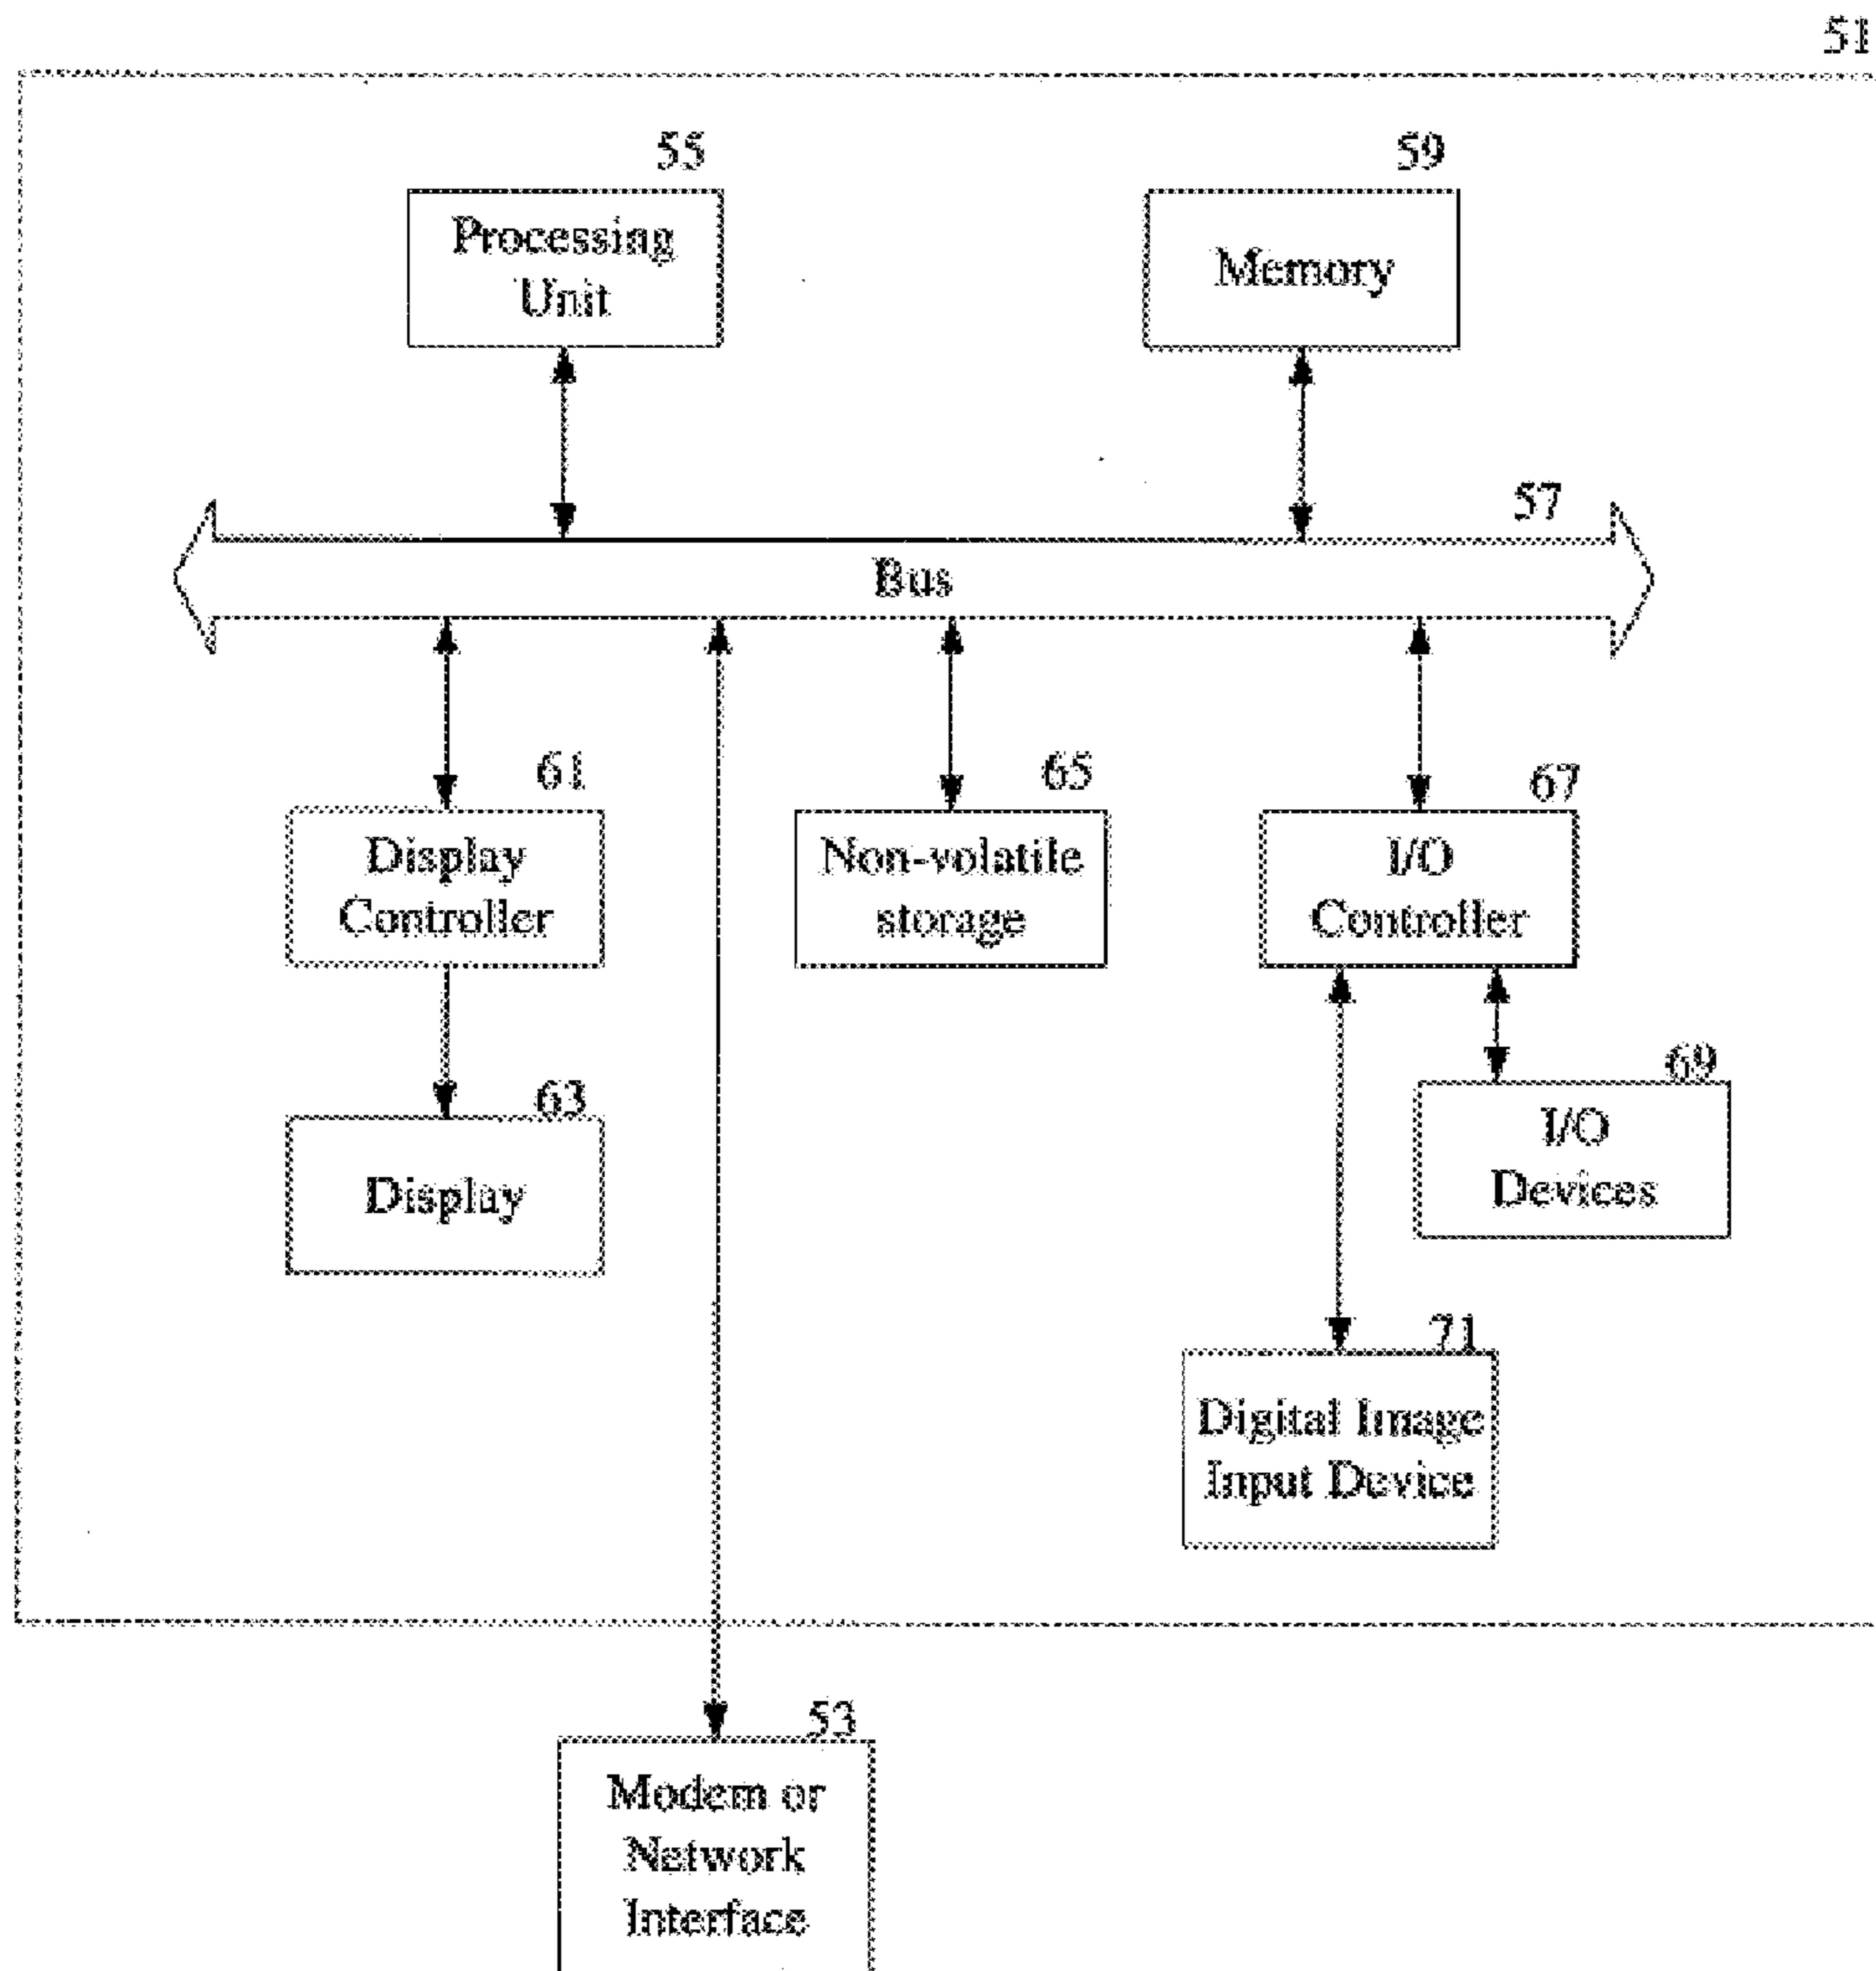 51
55
59
Processing
Unit
Memory
57
Bus
61
65
67
Display
Controller
Non-volatile
storage
I/O
Controller
63
69
Display
I/O
Devices
71
Digital Image
Input Device
53
Modem or
Network
Interface